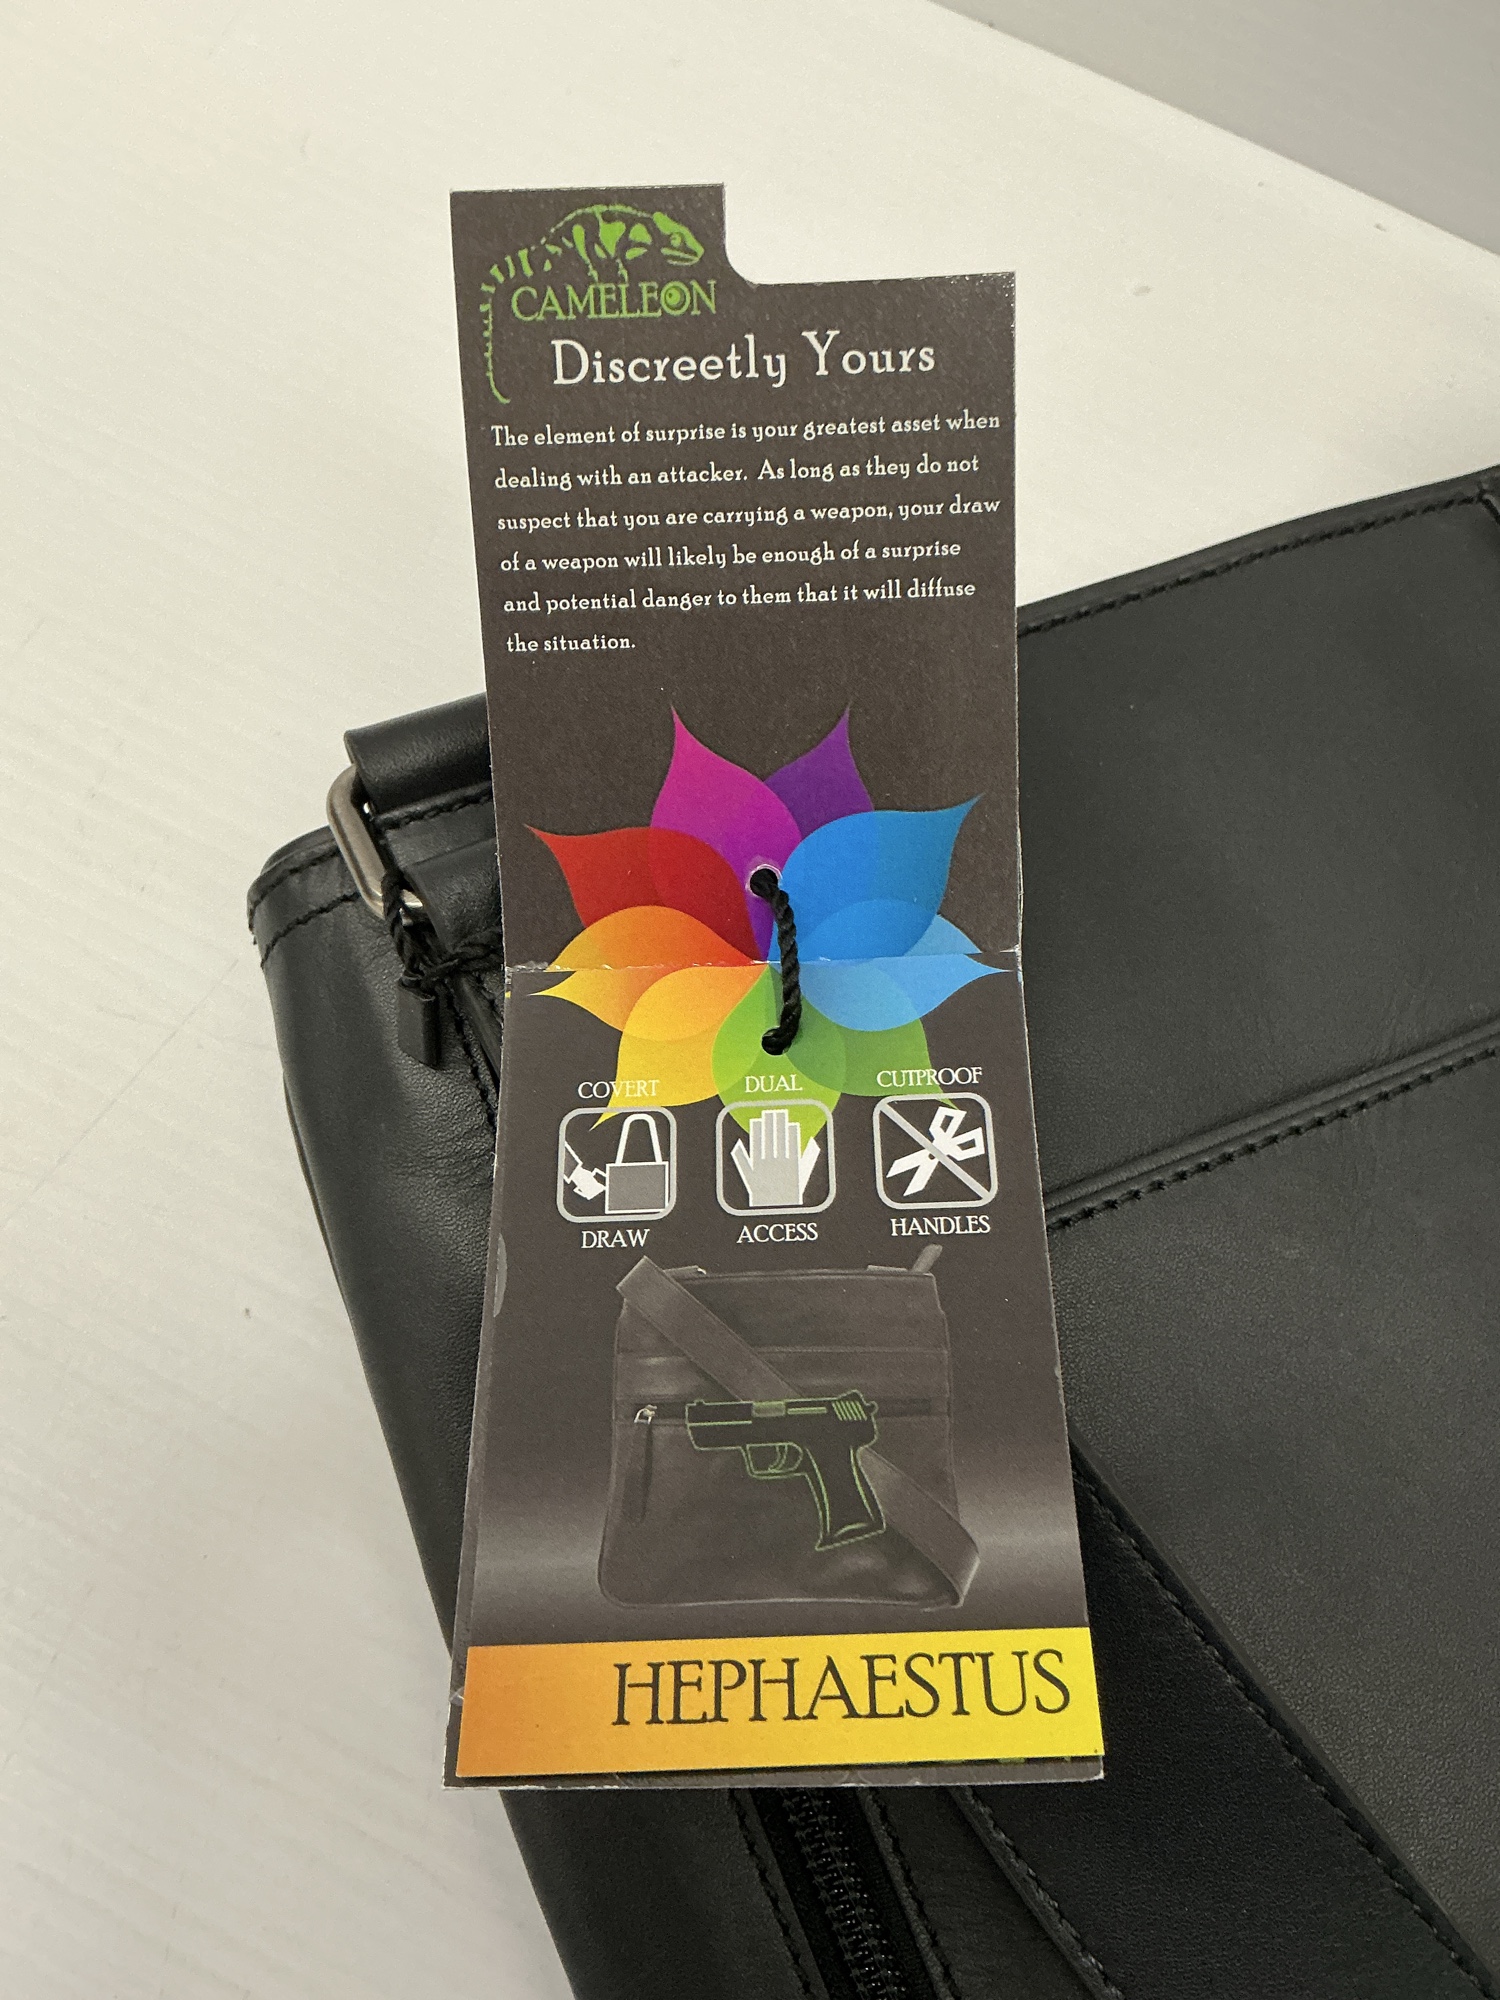 CAMELEON
Discreetly Yours
The element of surprise is your greatest asset when
dealing with an attacker. As long as they do not
suspect that you are carrying a weapon, your draw
of a weapon will likely be enough of a surprise
and potential danger to them that it will diffuse
the situation.
COVERT DUAL CUTPROOF
DRAW ACCESS HANDLES
HEPHAESTUS